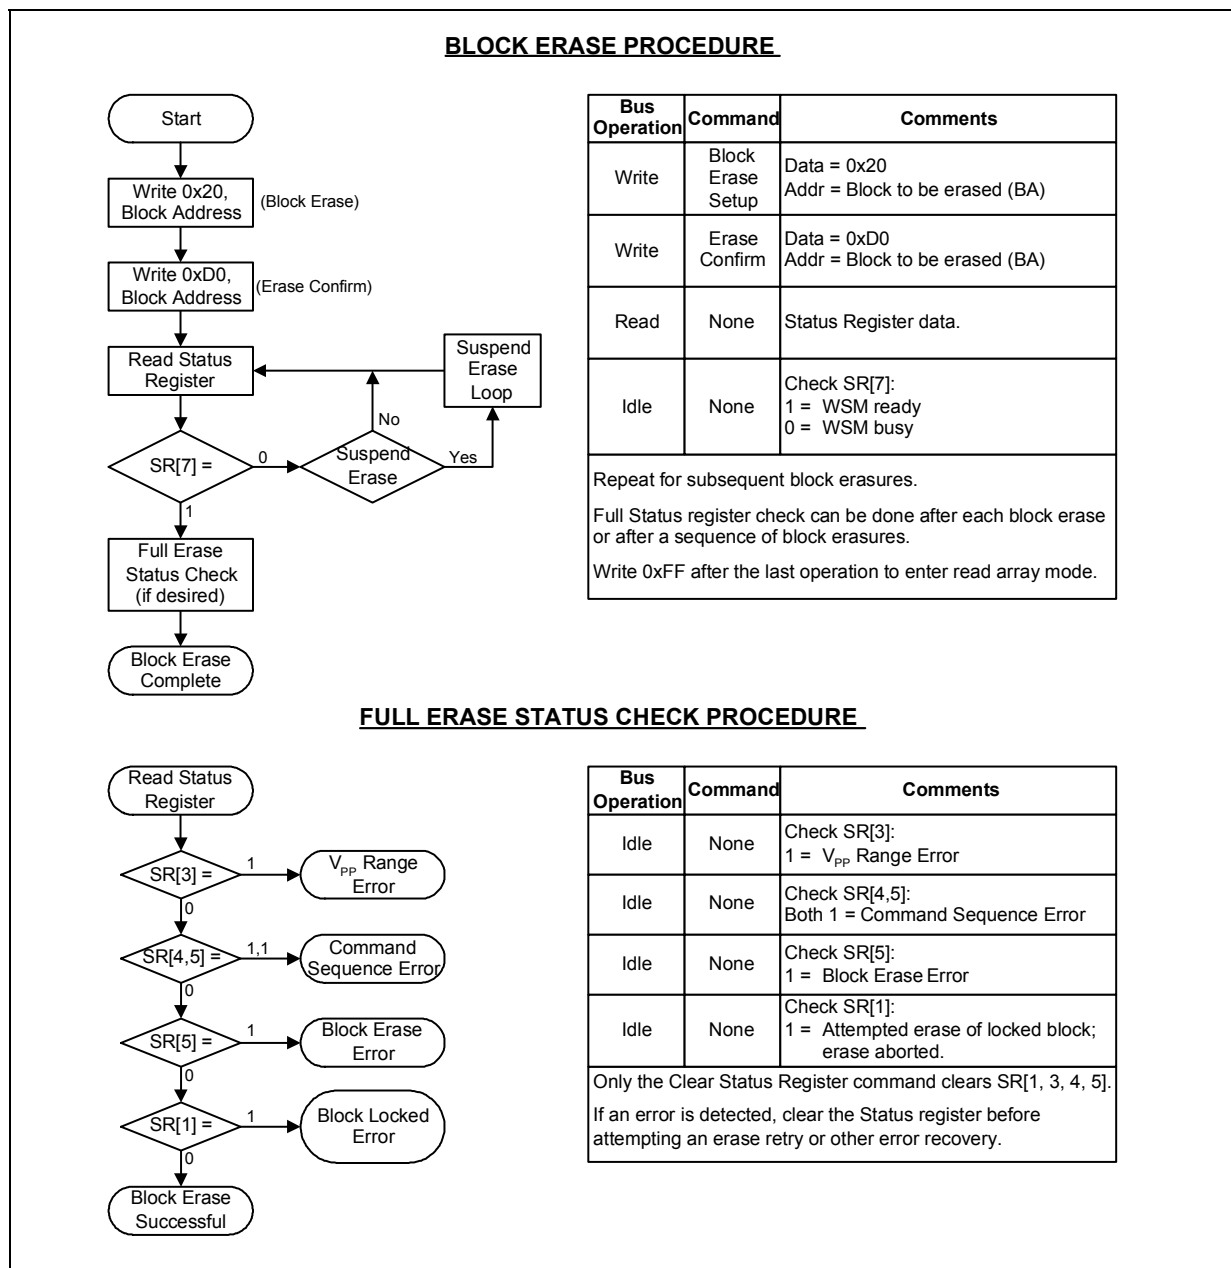 BLOCK ERASE PROCEDURE
Start
Write 0x20,
Block Address
(Block Erase)
Write 0xD0,
Block Address
(Erase Confirm)
Read Status
Register
Suspend
Erase
Loop
No
SR[7] =
0
Suspend
Erase
Yes
1
Full Erase
Status Check
(if desired)
Block Erase
Complete
Bus
Operation
Command
Comments
Write
Block
Erase
Setup
Data = 0x20
Addr = Block to be erased (BA)
Write
Erase
Confirm
Data = 0xD0
Addr = Block to be erased (BA)
Read
None
Status Register data.
Idle
None
Check SR[7]:
1 = WSM ready
0 = WSM busy
Repeat for subsequent block erasures.
Full Status register check can be done after each block erase
or after a sequence of block erasures.
Write 0xFF after the last operation to enter read array mode.
FULL ERASE STATUS CHECK PROCEDURE
Read Status
Register
SR[3] =
1
VPP Range
Error
0
SR[4,5] =
1,1
Command
Sequence Error
0
SR[5] =
1
Block Erase
Error
0
SR[1] =
1
Block Locked
Error
0
Block Erase
Successful
Bus
Operation
Command
Comments
Idle
None
Check SR[3]:
1 = VPP Range Error
Idle
None
Check SR[4,5]:
Both 1 = Command Sequence Error
Idle
None
Check SR[5]:
1 = Block Erase Error
Idle
None
Check SR[1]:
1 = Attempted erase of locked block;
erase aborted.
Only the Clear Status Register command clears SR[1, 3, 4, 5].
If an error is detected, clear the Status register before
attempting an erase retry or other error recovery.